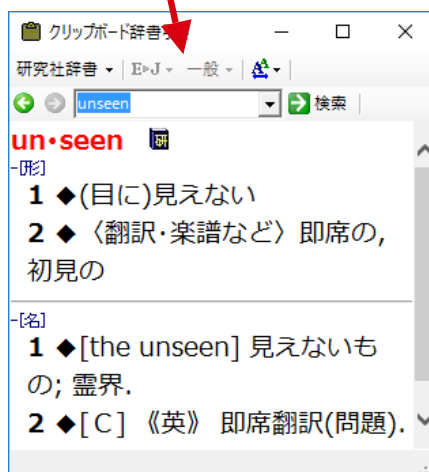 クリップボード辞書
研究社辞書 E▸J 一般 A
unseen 検索
un•seen 研
-[形]
1 ◆(目に)見えない
2 ◆〈翻訳・楽譜など〉即席の,
初見の
-[名]
1 ◆[the unseen] 見えないも
の; 霊界.
2 ◆[C]《英》 即席翻訳(問題).